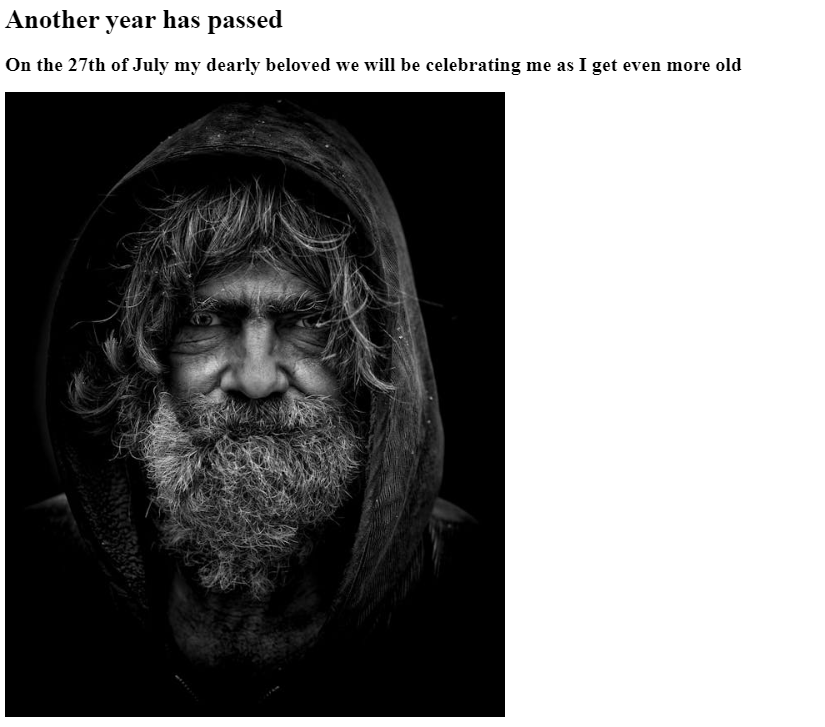 Another year has passed
On the 27th of July my dearly beloved we will be celebrating me as I get even more old